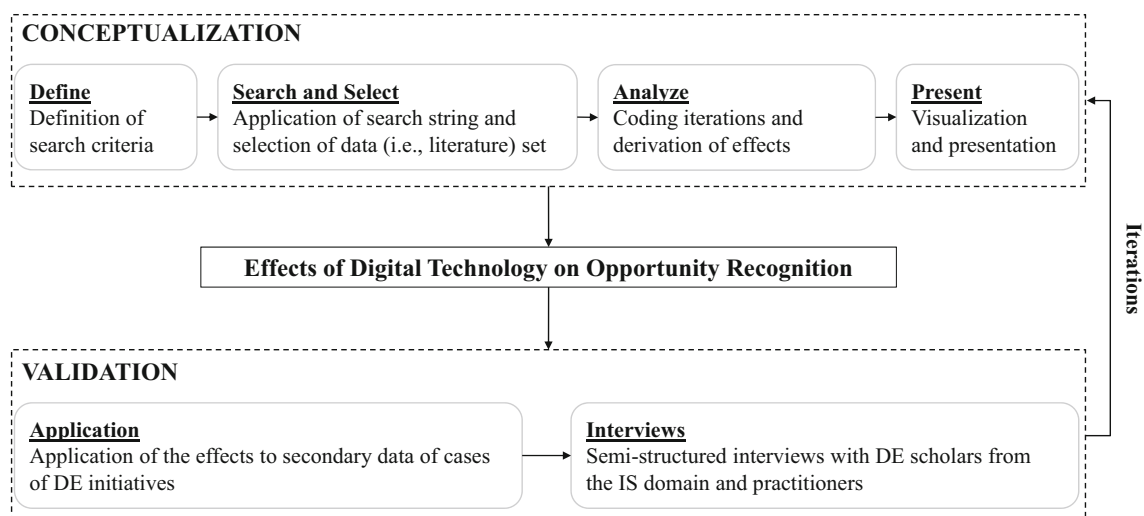 CONCEPTUALIZATION
Define
Definition of
search criteria
Search and Select
Application of search string and
selection of data (i.e., literature) set
Analyze
Coding iterations and
derivation of effects
Present
Visualization
and presentation
Iterations
Effects of Digital Technology on Opportunity Recognition
VALIDATION
Application
Application of the effects to secondary data of cases
of DE initiatives
Interviews
Semi-structured interviews with DE scholars from
the IS domain and practitioners